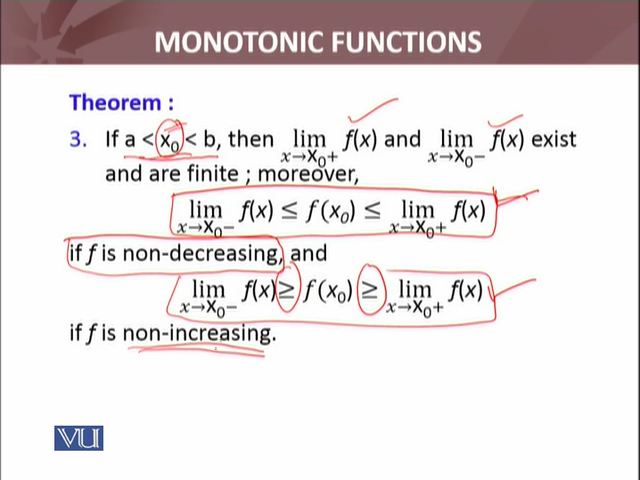 MONOTONIC FUNCTIONS
Theorem :
3. If a < x₀ < b, then lim x→X₀+ f(x) and lim x→X₀− f(x) exist
and are finite ; moreover,
lim x→X₀− f(x) ≤ f(x₀) ≤ lim x→X₀+ f(x)
if f is non-decreasing, and
lim x→X₀− f(x) ≥ f(x₀) ≥ lim x→X₀+ f(x)
if f is non-increasing.
VU